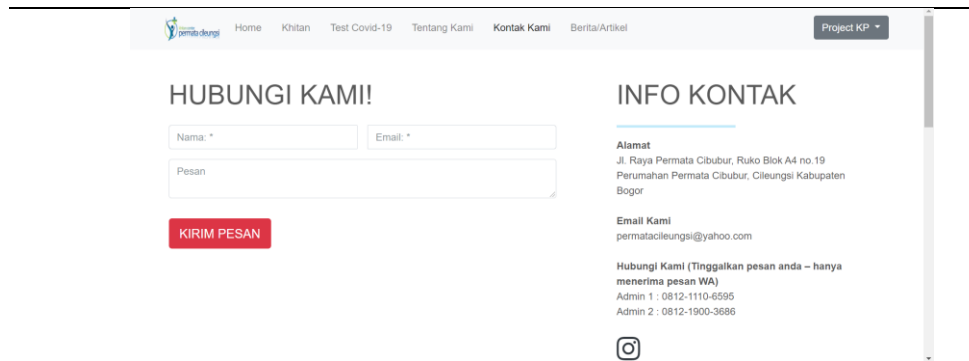 permata cileungsi
Home Khitan Test Covid-19 Tentang Kami Kontak Kami Berita/Artikel Project KP
HUBUNGI KAMI!
Nama: * Email: *
Pesan
KIRIM PESAN
INFO KONTAK
Alamat
Jl. Raya Permata Cibubur, Ruko Blok A4 no.19
Perumahan Permata Cibubur, Cileungsi Kabupaten
Bogor
Email Kami
permatacileungsi@yahoo.com
Hubungi Kami (Tinggalkan pesan anda – hanya
menerima pesan WA)
Admin 1 : 0812-1110-6595
Admin 2 : 0812-1900-3686